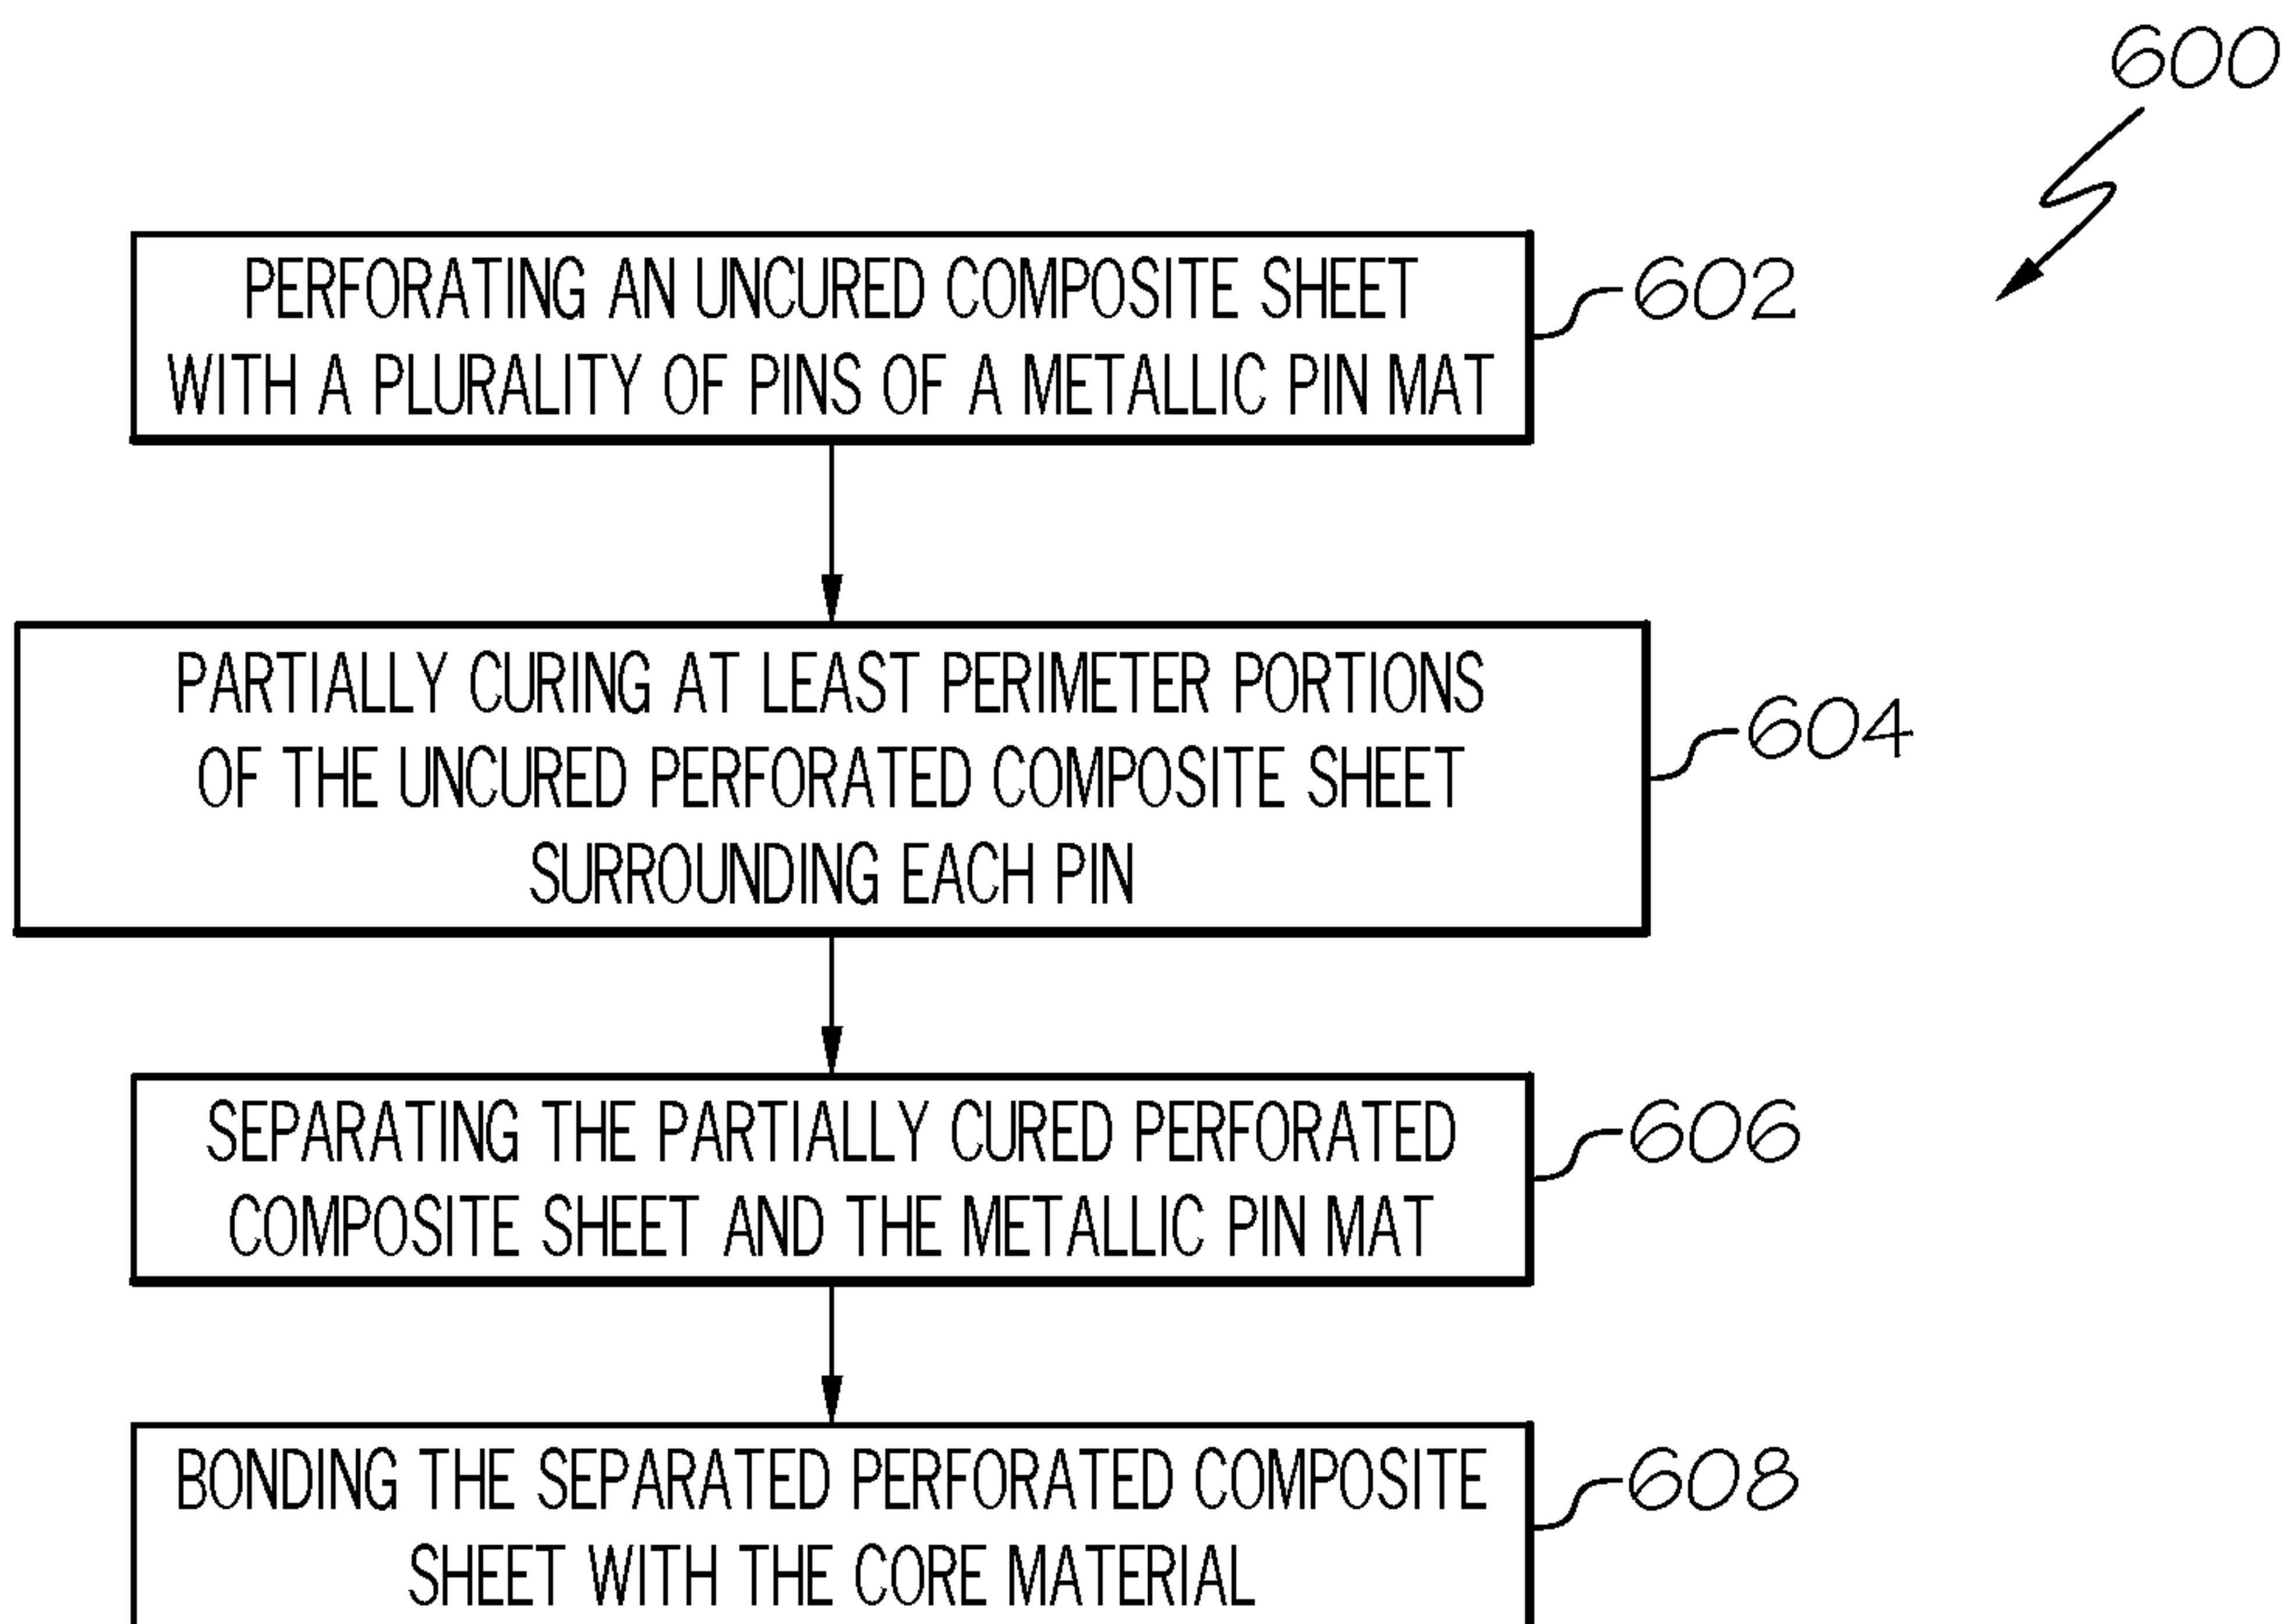 600
PERFORATING AN UNCURED COMPOSITE SHEET
WITH A PLURALITY OF PINS OF A METALLIC PIN MAT
602
PARTIALLY CURING AT LEAST PERIMETER PORTIONS
OF THE UNCURED PERFORATED COMPOSITE SHEET
SURROUNDING EACH PIN
604
SEPARATING THE PARTIALLY CURED PERFORATED
COMPOSITE SHEET AND THE METALLIC PIN MAT
606
BONDING THE SEPARATED PERFORATED COMPOSITE
SHEET WITH THE CORE MATERIAL
608